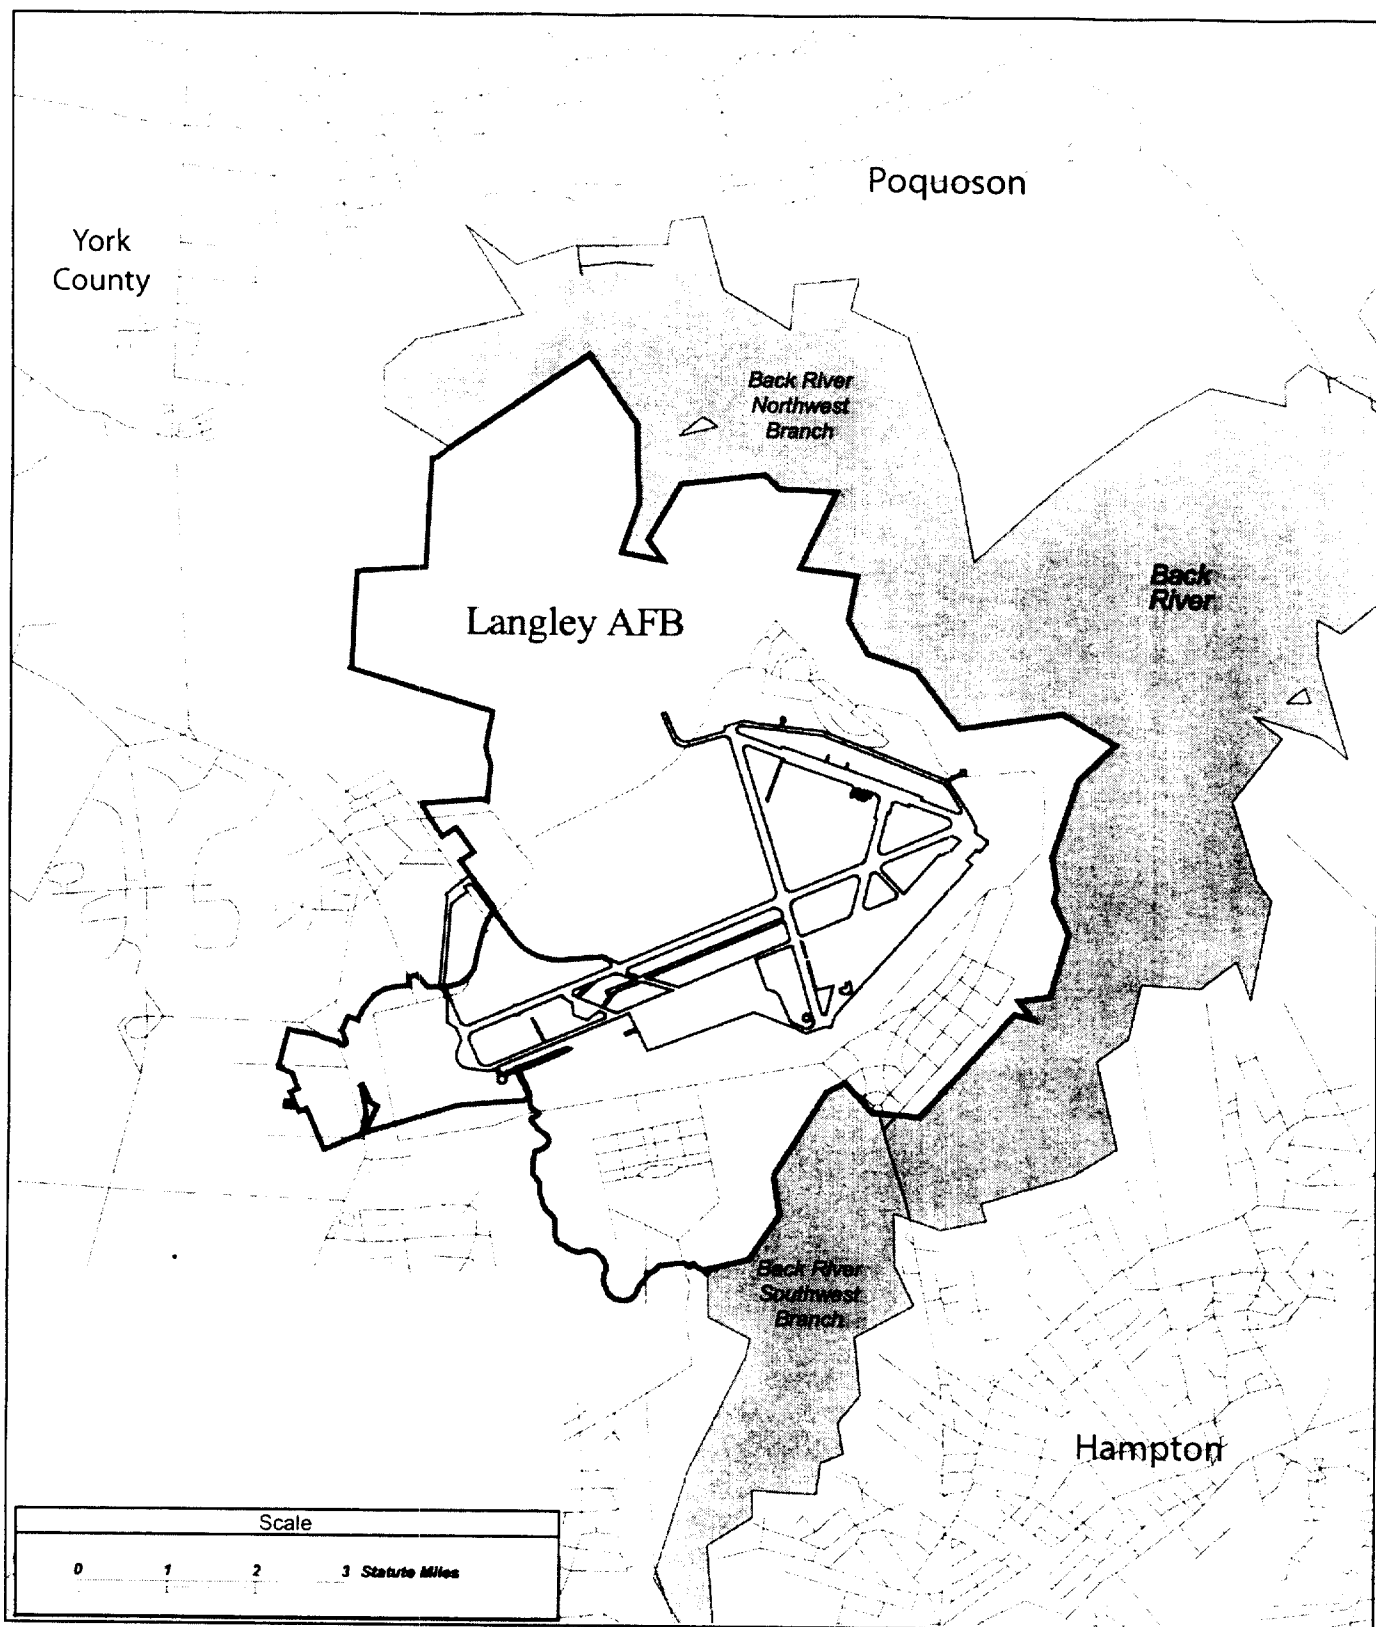 Poquoson
York
County
Back River
Northwest
Branch
Back
River
Langley AFB
Back River
Southwest
Branch
Hampton
Scale
0 1 2 3 Statute Miles